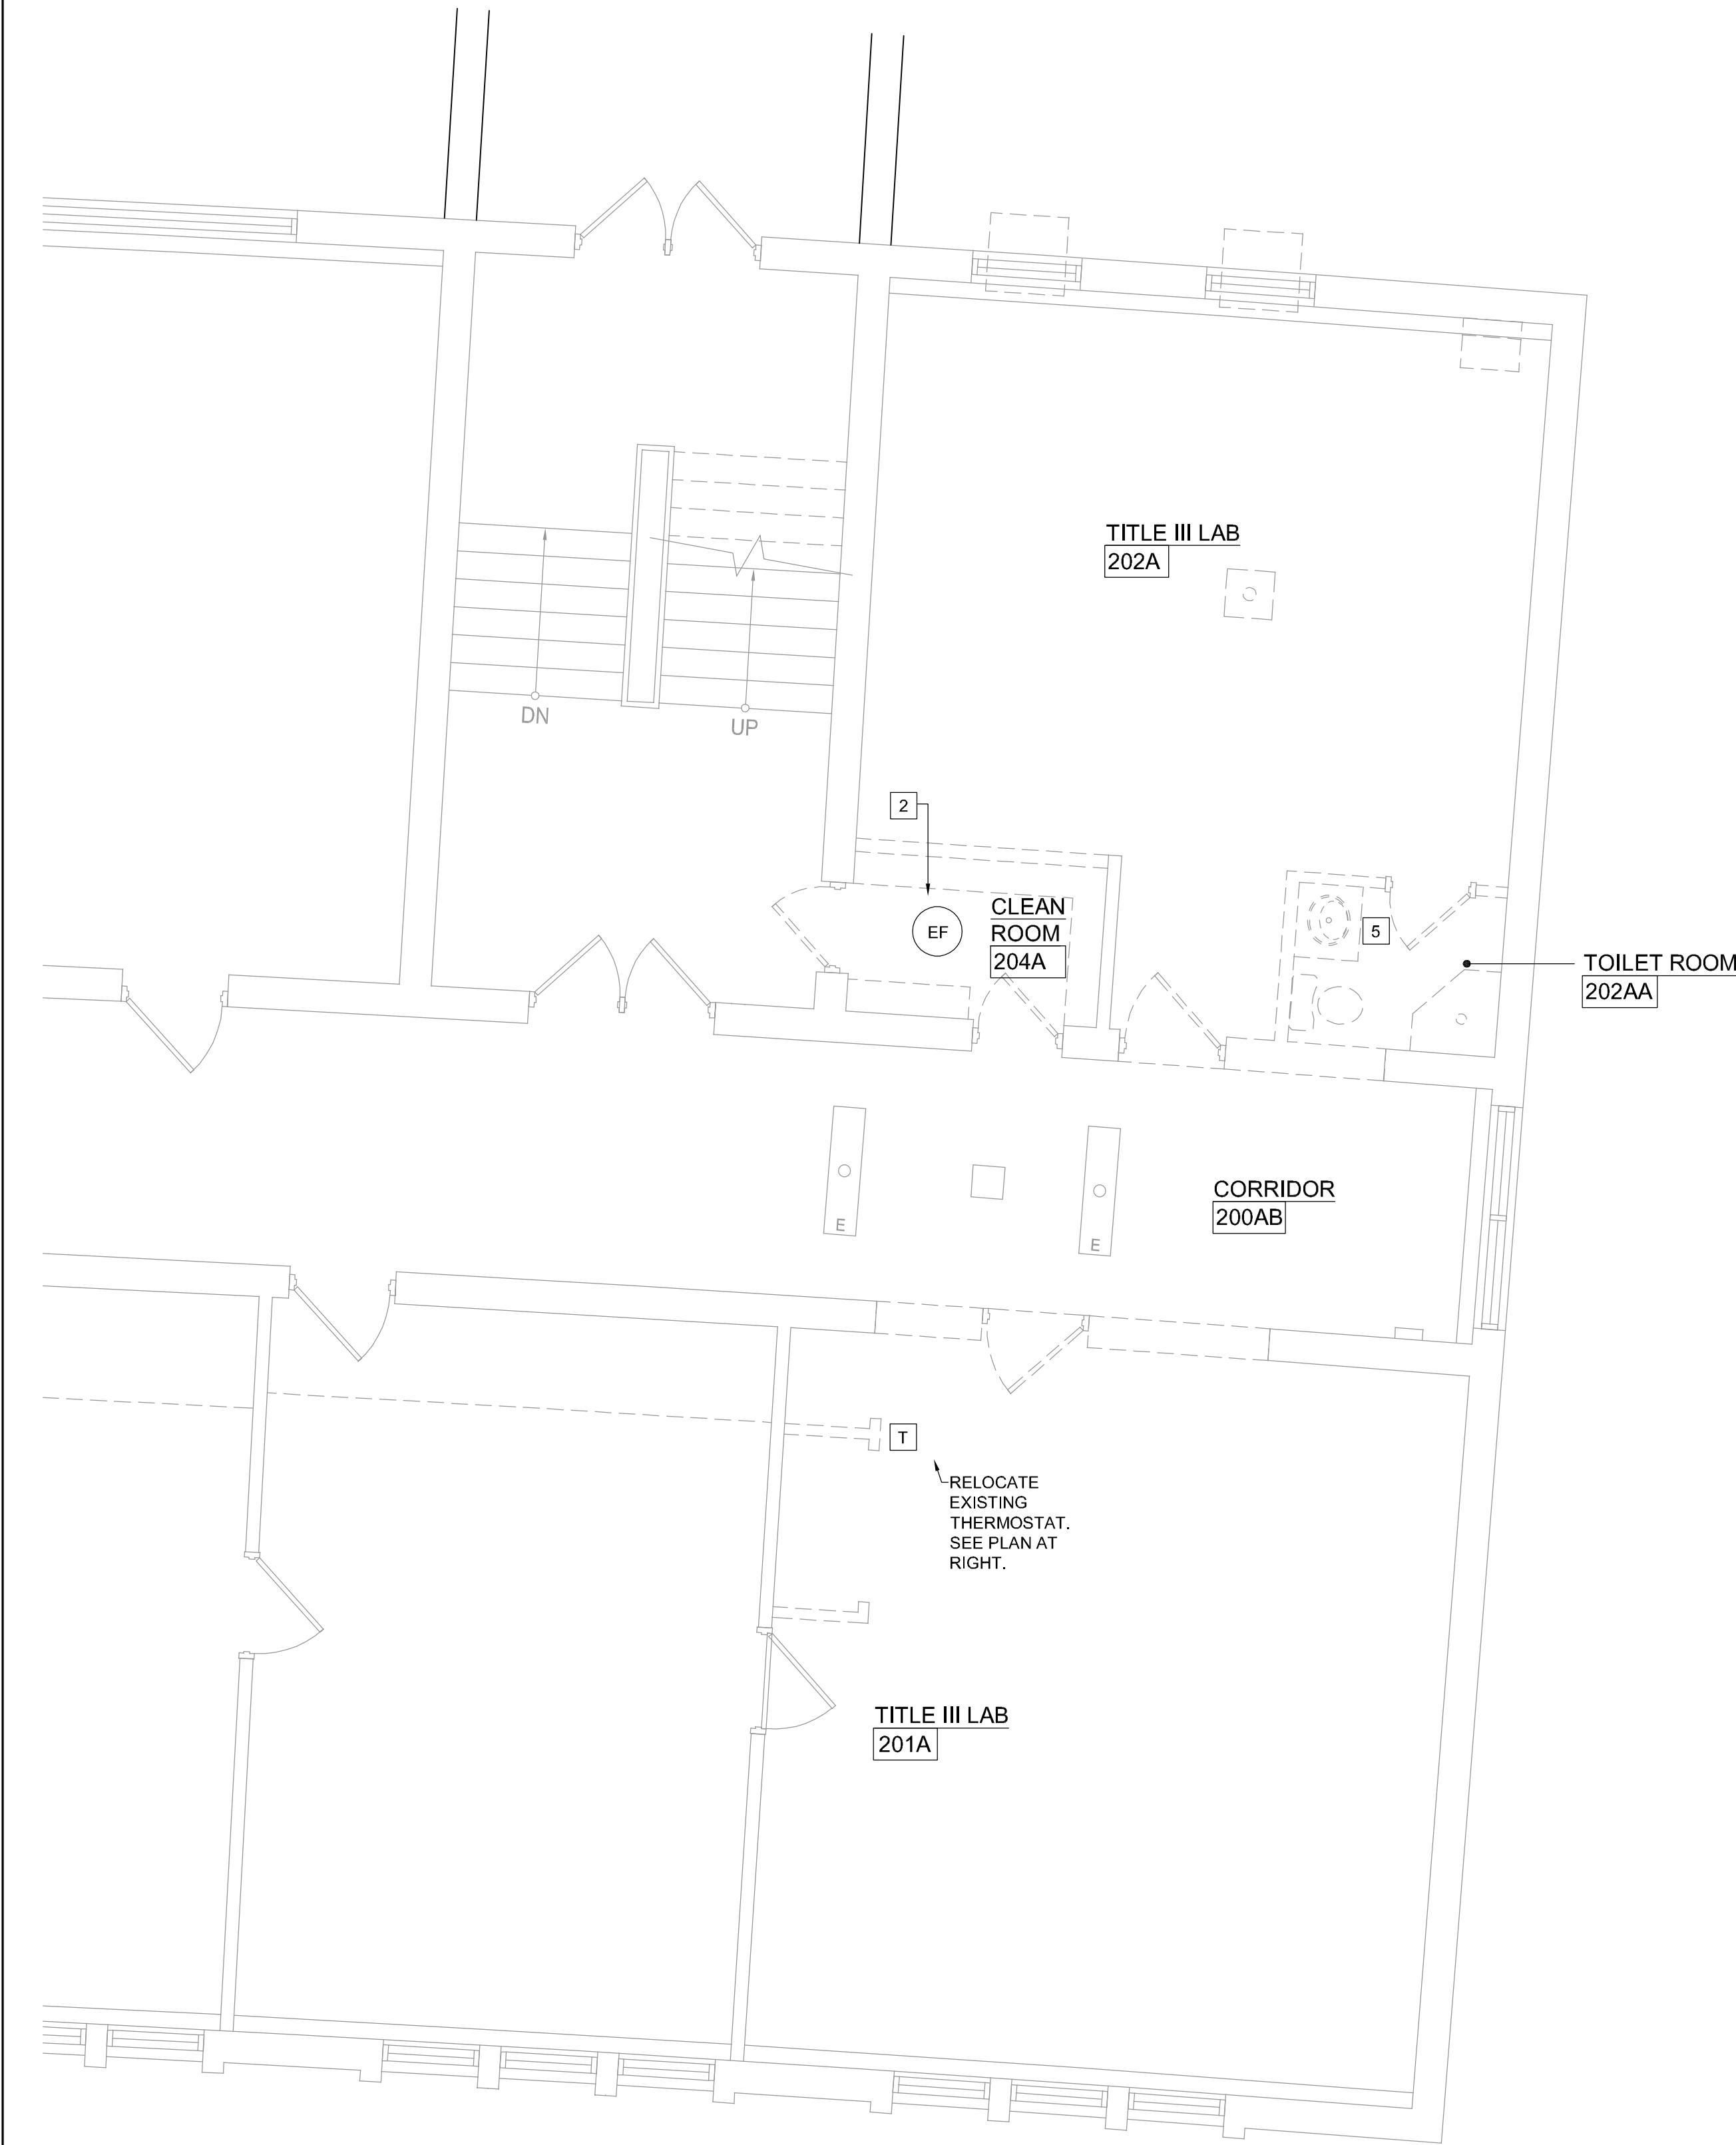 TITLE III LAB
202A
DN
UP
2
EF
CLEAN
ROOM
204A
5
TOILET ROOM
202AA
CORRIDOR
200AB
E
E
T
RELOCATE
EXISTING
THERMOSTAT.
SEE PLAN AT
RIGHT.
TITLE III LAB
201A